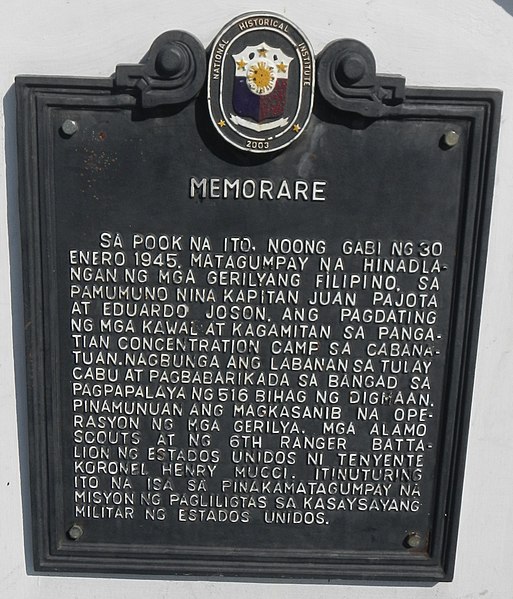 NATIONAL HISTORICAL INSTITUTE
2003
MEMORARE
SA POOK NA ITO, NOONG GABI NG 30
ENERO 1945, MATAGUMPAY NA HINADLA-
NGAN NG MGA GERILYANG FILIPINO, SA
PAMUMUNO NINA KAPITAN JUAN PAJOTA
AT EDUARDO JOSON, ANG PAGDATING
NG MGA KAWAL AT KAGAMITAN SA PANGA-
TIAN CONCENTRATION CAMP SA CABANA-
TUAN. NAGBUNGA ANG LABANAN SA TULAY
CABU AT PAGBABARIKADA SA BANGAD SA
PAGPAPALAYA NG 516 BIHAG NG DIGMAAN.
PINAMUNUAN ANG MAGKASANIB NA OPE-
RASYON NG MGA GERILYA, MGA ALAMO
SCOUTS AT NG 6TH RANGER BATTA-
LION NG ESTADOS UNIDOS NI TENYENTE
KORONEL HENRY MUCCI. ITINUTURING
ITO NA ISA SA PINAKAMATAGUMPAY NA
MISYON NG PAGLILIGTAS SA KASAYSAYANG
MILITAR NG ESTADOS UNIDOS.